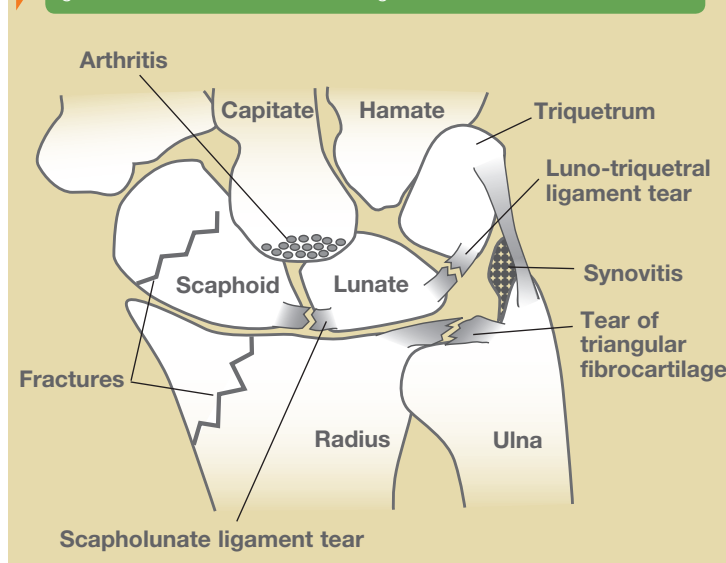 Arthritis
Capitate
Hamate
Triquetrum
Luno-triquetral
ligament tear
Scaphoid
Lunate
Synovitis
Tear of
triangular
fibrocartilage
Fractures
Radius
Ulna
Scapholunate ligament tear